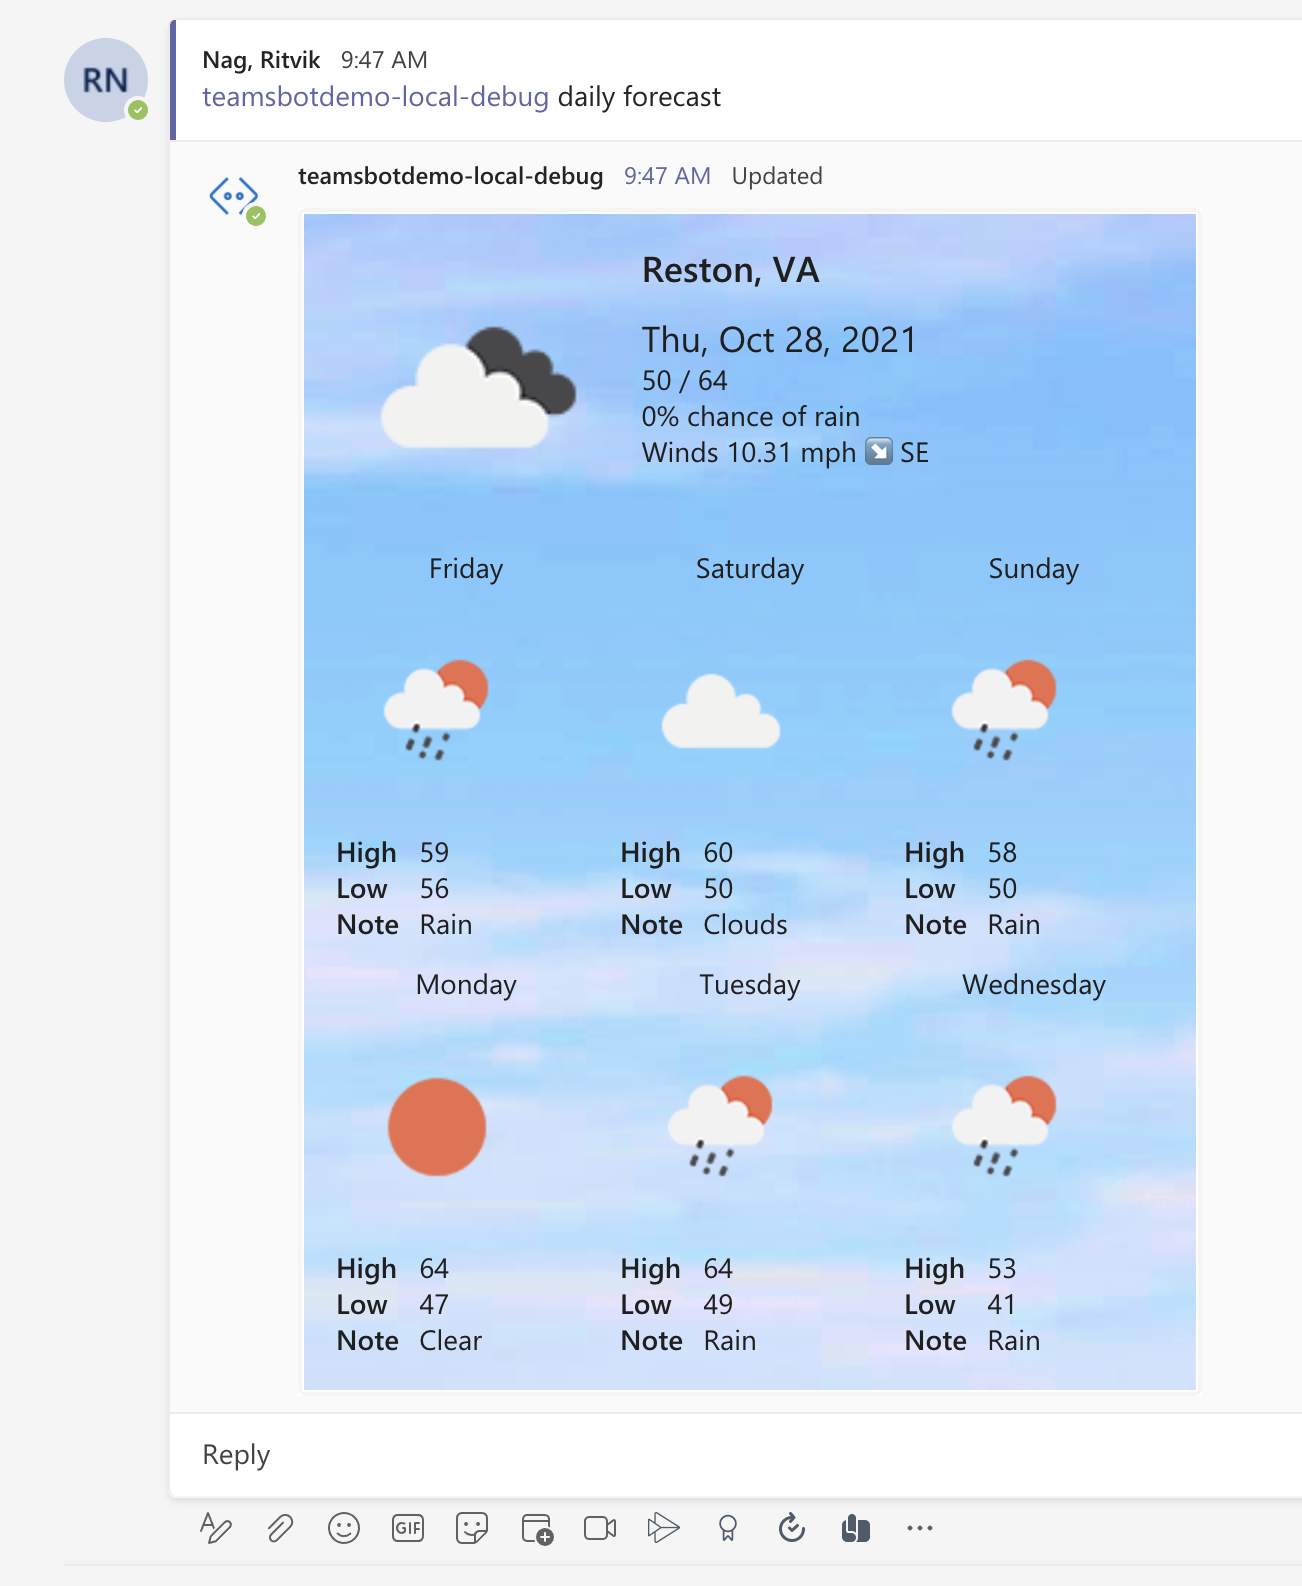 RN
Nag, Ritvik 9:47 AM
teamsbotdemo-local-debug daily forecast
teamsbotdemo-local-debug 9:47 AM Updated
Reston, VA
Thu, Oct 28, 2021
50 / 64
0% chance of rain
Winds 10.31 mph ↘️ SE
Friday Saturday Sunday
High 59 High 60 High 58
Low 56 Low 50 Low 50
Note Rain Note Clouds Note Rain
Monday Tuesday Wednesday
High 64 High 64 High 53
Low 47 Low 49 Low 41
Note Clear Note Rain Note Rain
Reply
GIF